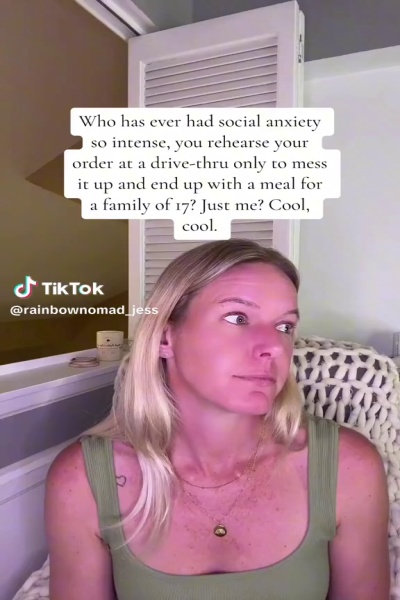 Who has ever had social anxiety
so intense, you rehearse your
order at a drive-thru only to mess
it up and end up with a meal for
a family of 17? Just me? Cool,
cool.
TikTok
@rainbownomad_jess